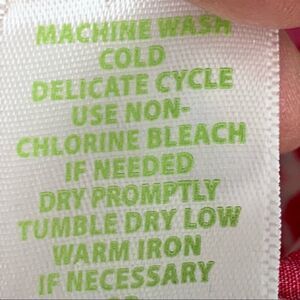 MACHINE WASH
COLD
DELICATE CYCLE
USE NON-
CHLORINE BLEACH
IF NEEDED
DRY PROMPTLY
TUMBLE DRY LOW
WARM IRON
IF NECESSARY